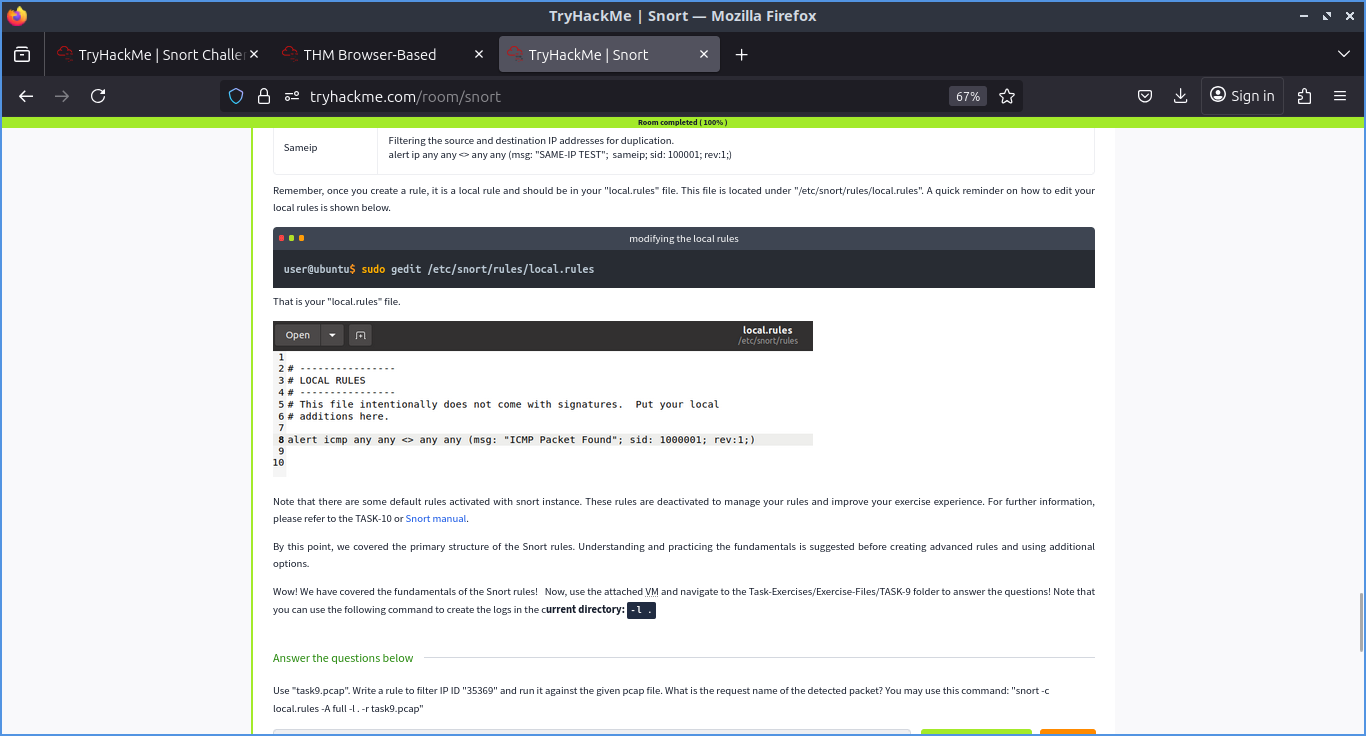 TryHackMe | Snort — Mozilla Firefox
TryHackMe | Snort Challe
THM Browser-Based
TryHackMe | Snort
tryhackme.com/room/snort
67%
Sign in
Room completed ( 100% )
Sameip
Filtering the source and destination IP addresses for duplication.
alert ip any any <> any any (msg: "SAME-IP TEST";  sameip; sid: 100001; rev:1;)
Remember, once you create a rule, it is a local rule and should be in your "local.rules" file. This file is located under "/etc/snort/rules/local.rules". A quick reminder on how to edit your
local rules is shown below.
modifying the local rules
user@ubuntu$ sudo gedit /etc/snort/rules/local.rules
That is your "local.rules" file.
Open
local.rules
/etc/snort/rules
1
2 # ----------------
3 # LOCAL RULES
4 # ----------------
5 # This file intentionally does not come with signatures.  Put your local
6 # additions here.
7
8 alert icmp any any <> any any (msg: "ICMP Packet Found"; sid: 1000001; rev:1;)
9
10
Note that there are some default rules activated with snort instance. These rules are deactivated to manage your rules and improve your exercise experience. For further information,
please refer to the TASK-10 or Snort manual.
By this point, we covered the primary structure of the Snort rules. Understanding and practicing the fundamentals is suggested before creating advanced rules and using additional
options.
Wow! We have covered the fundamentals of the Snort rules!   Now, use the attached VM and navigate to the Task-Exercises/Exercise-Files/TASK-9 folder to answer the questions! Note that
you can use the following command to create the logs in the current directory: -l .
Answer the questions below
Use "task9.pcap". Write a rule to filter IP ID "35369" and run it against the given pcap file. What is the request name of the detected packet? You may use this command: "snort -c
local.rules -A full -l . -r task9.pcap"